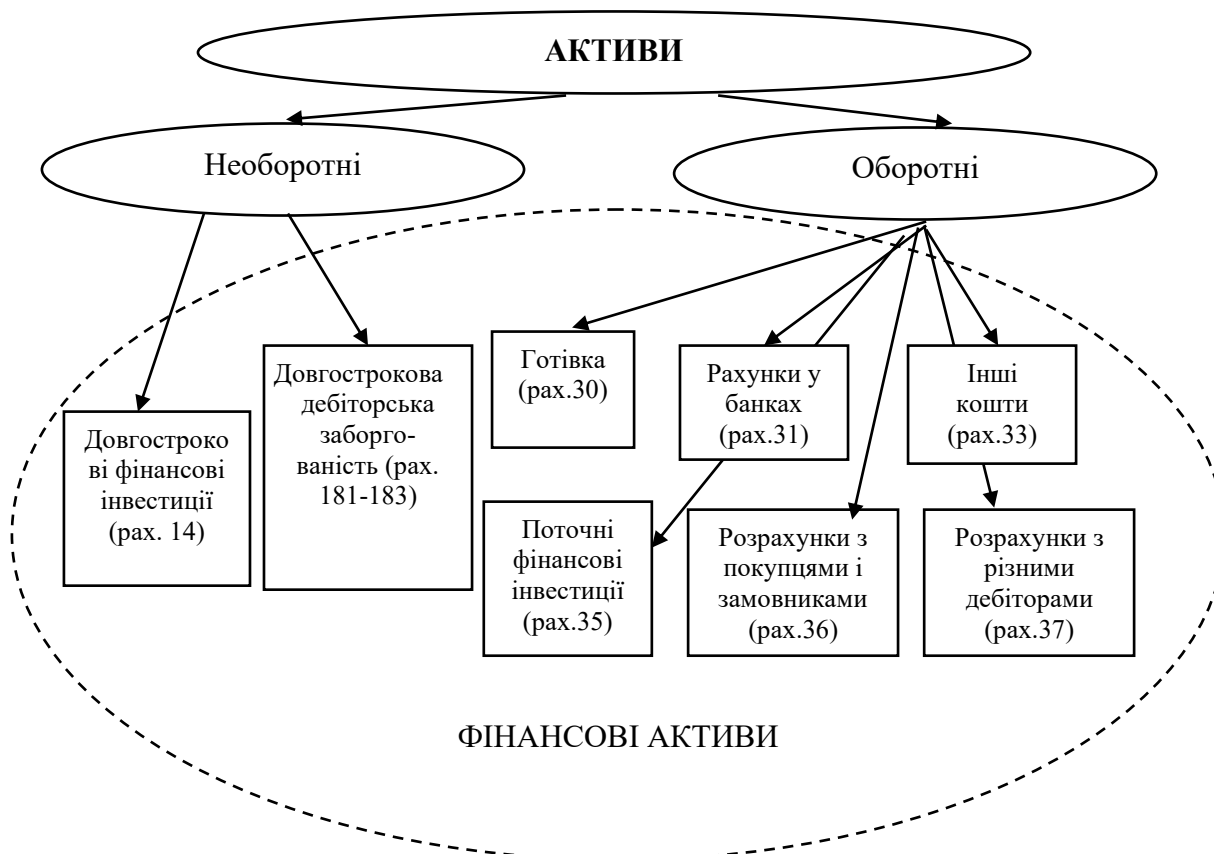 АКТИВИ
Необоротні
Оборотні
Довгостроко
ві фінансові
інвестиції
(рах. 14)
Довгострокова
дебіторська
заборго-
ваність (рах.
181-183)
Готівка
(рах.30)
Рахунки у
банках
(рах.31)
Інші
кошти
(рах.33)
Поточні
фінансові
інвестиції
(рах.35)
Розрахунки з
покупцями і
замовниками
(рах.36)
Розрахунки з
різними
дебіторами
(рах.37)
ФІНАНСОВІ АКТИВИ